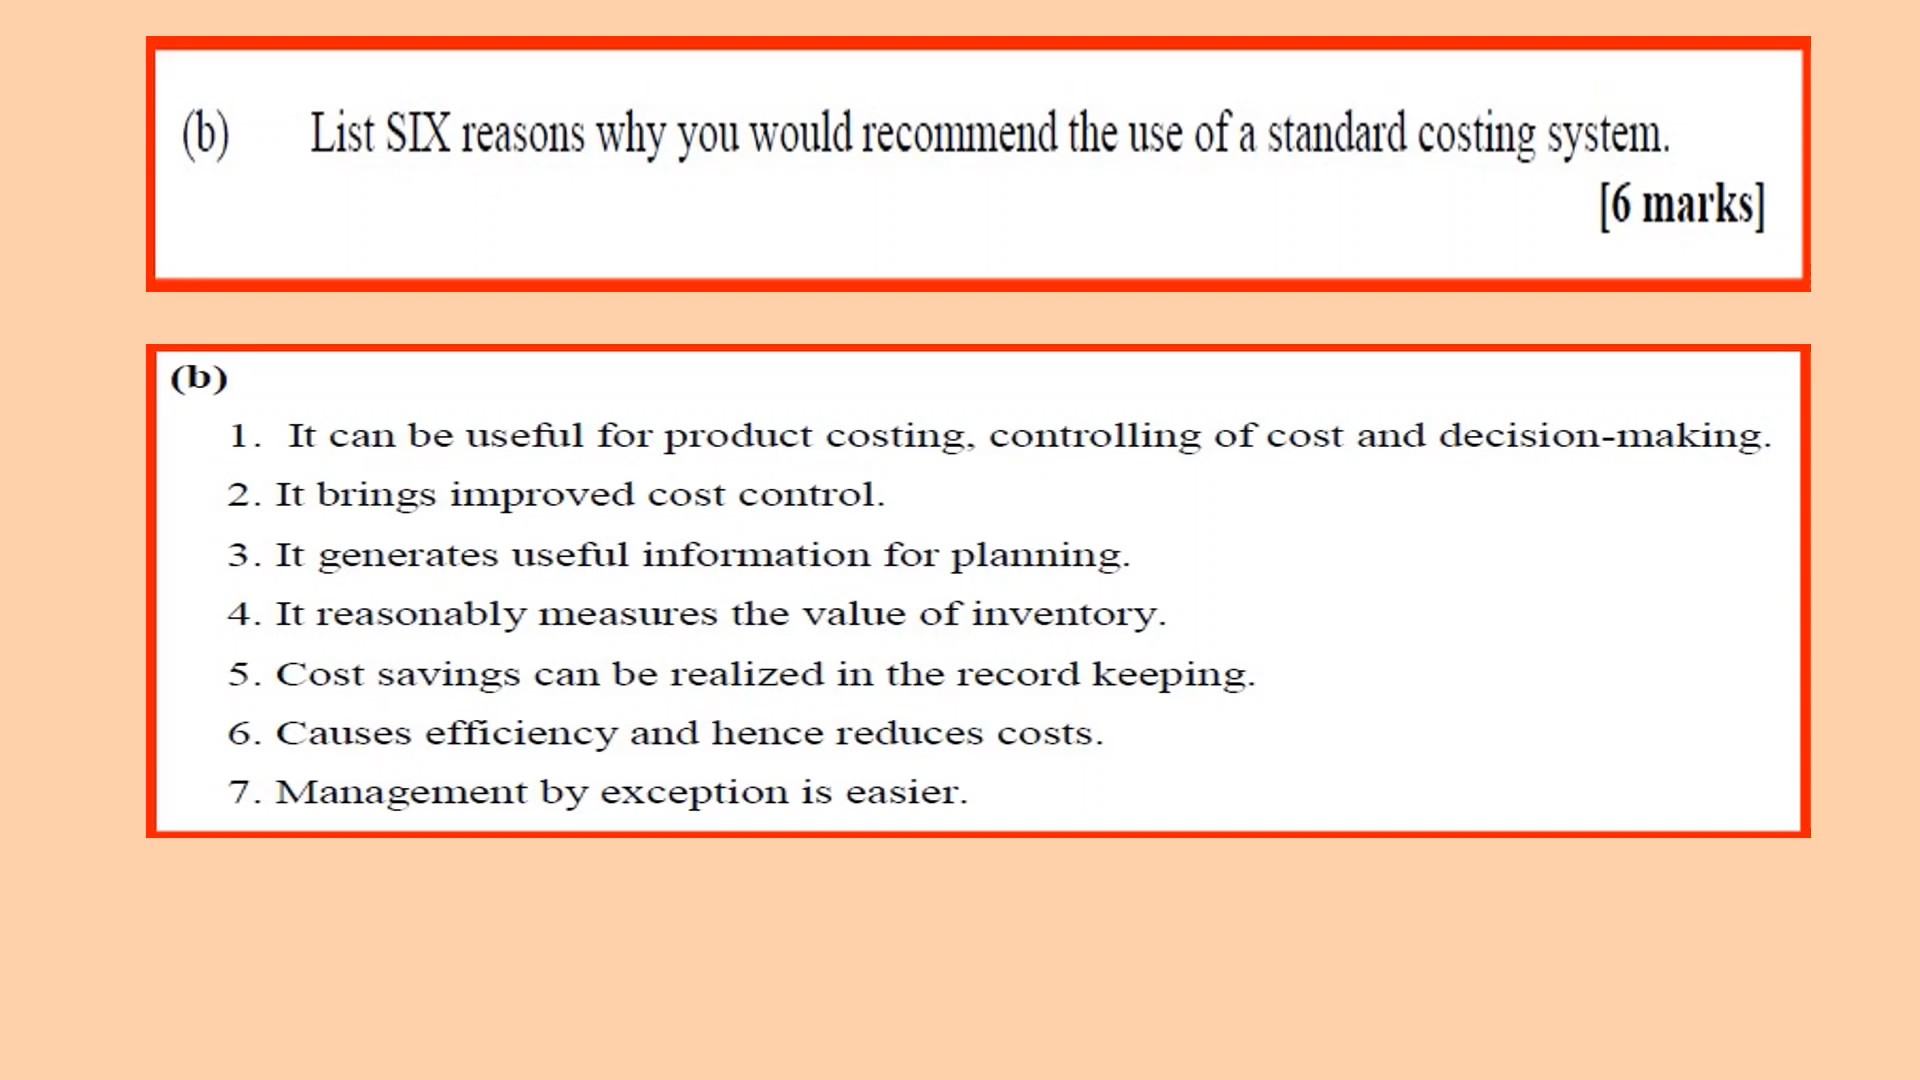 (b) List SIX reasons why you would recommend the use of a standard costing system.
[6 marks]
(b)
1. It can be useful for product costing, controlling of cost and decision-making.
2. It brings improved cost control.
3. It generates useful information for planning.
4. It reasonably measures the value of inventory.
5. Cost savings can be realized in the record keeping.
6. Causes efficiency and hence reduces costs.
7. Management by exception is easier.